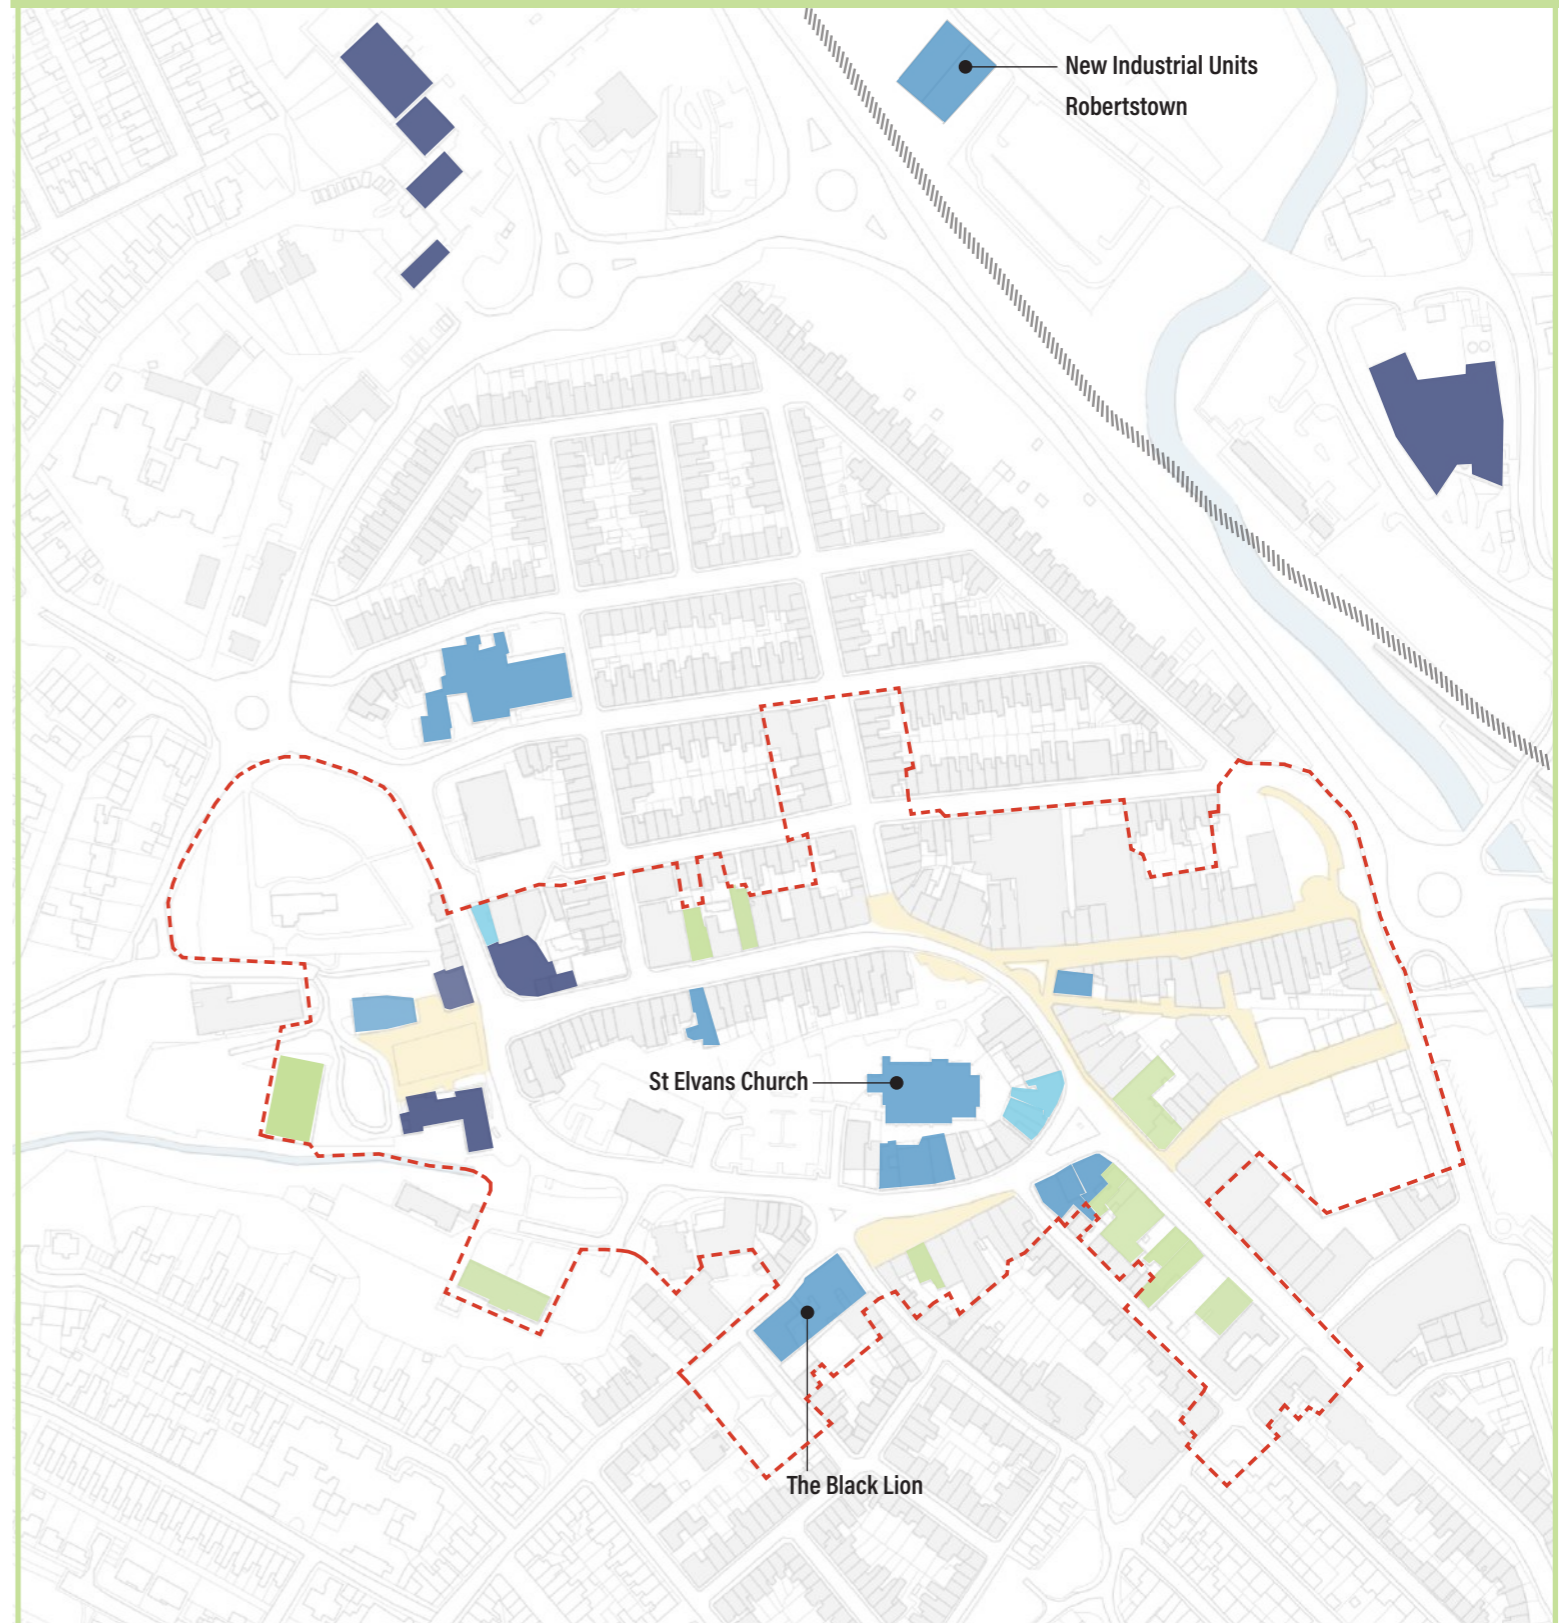 New Industrial Units
Robertstown
St Elvans Church
The Black Lion